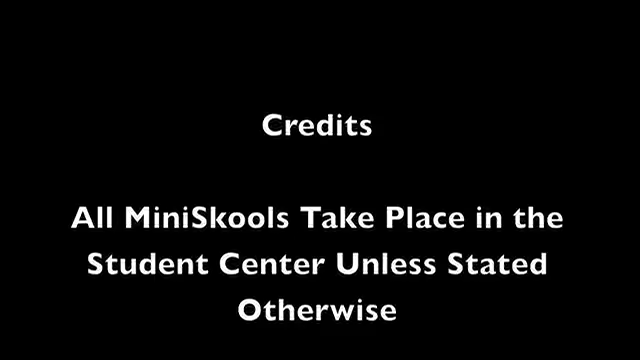 Credits
All MiniSkools Take Place in the
Student Center Unless Stated
Otherwise